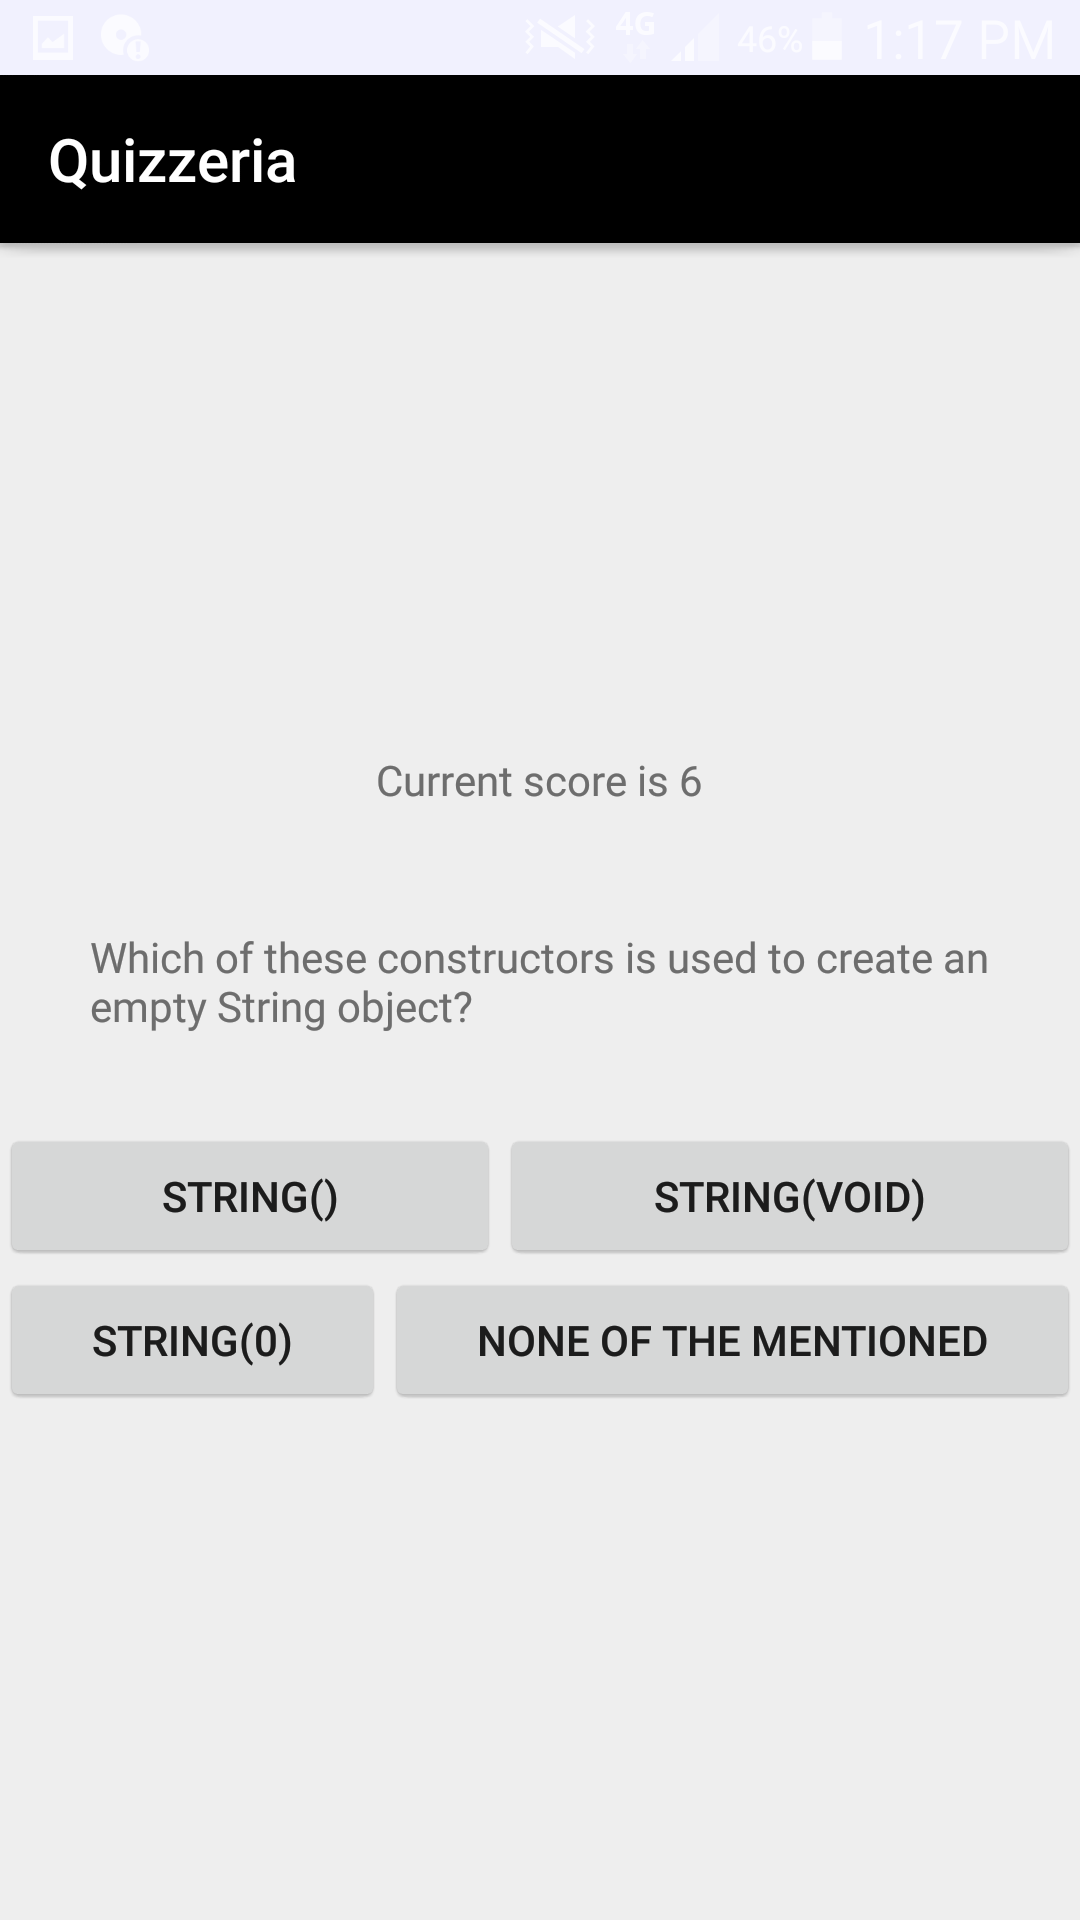 4G 46% 1:17 PM
Quizzeria
Current score is 6
Which of these constructors is used to create an
empty String object?
STRING() STRING(VOID)
STRING(0) NONE OF THE MENTIONED